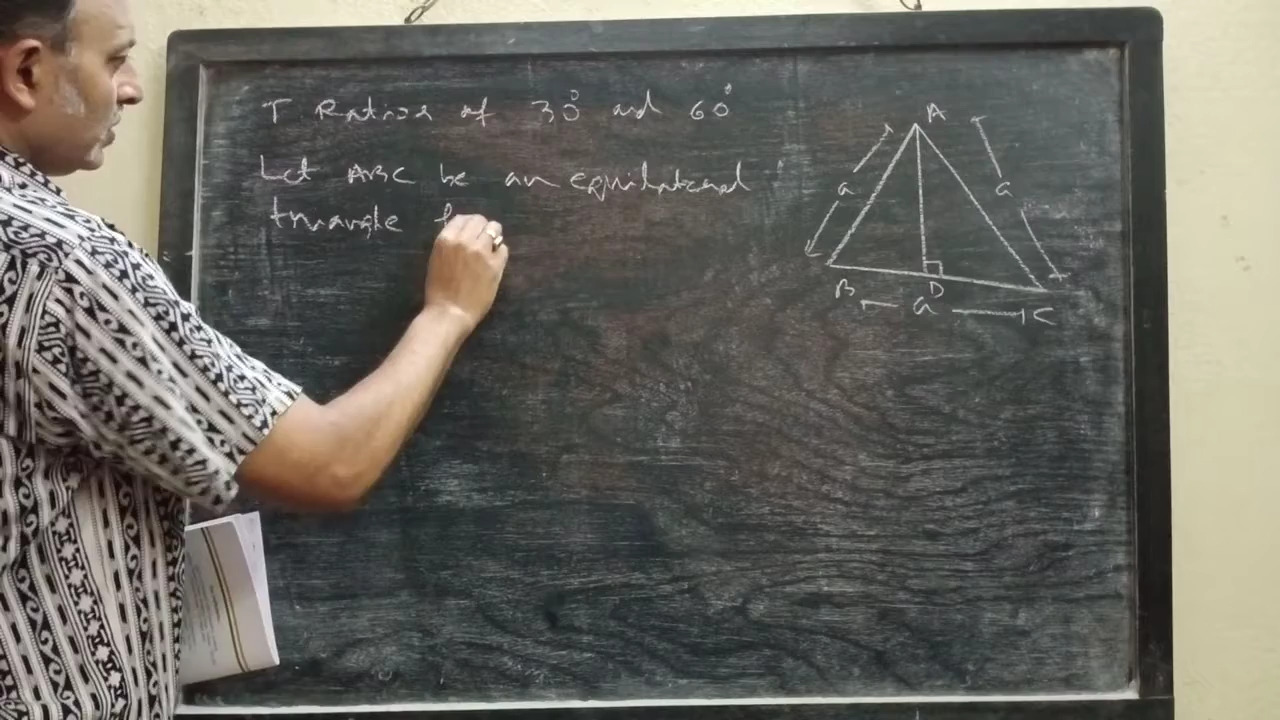 T Ratios of 30° and 60°
Let ABC be an equilateral
triangle
A
a
a
B
D
a
C